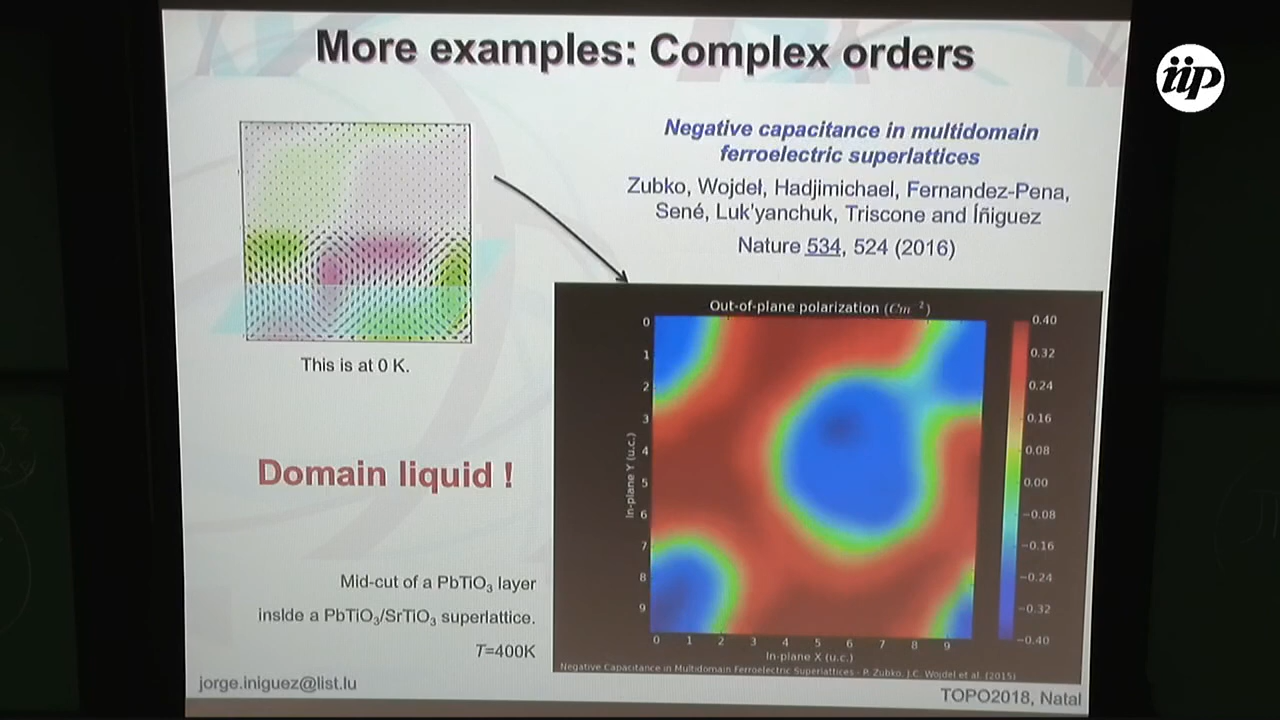 More examples: Complex orders
iip
Negative capacitance in multidomain
ferroelectric superlattices
Zubko, Wojdeł, Hadjimichael, Fernandez-Pena,
Sené, Luk'yanchuk, Triscone and Íñiguez
Nature 534, 524 (2016)
This is at 0 K.
Domain liquid !
Mid-cut of a PbTiO₃ layer
inside a PbTiO₃/SrTiO₃ superlattice.
T=400K
Out-of-plane polarization (Cm⁻²)
In-plane Y (u.c.)
0
1
2
3
4
5
6
7
8
9
0 1 2 3 4 5 6 7 8 9
In-plane X (u.c.)
0.40
0.32
0.24
0.16
0.08
0.00
−0.08
−0.16
−0.24
−0.32
−0.40
Negative Capacitance in Multidomain Ferroelectric Superlattices - P. Zubko, J.C. Wojdeł et al. (2015)
jorge.iniguez@list.lu
TOPO2018, Natal